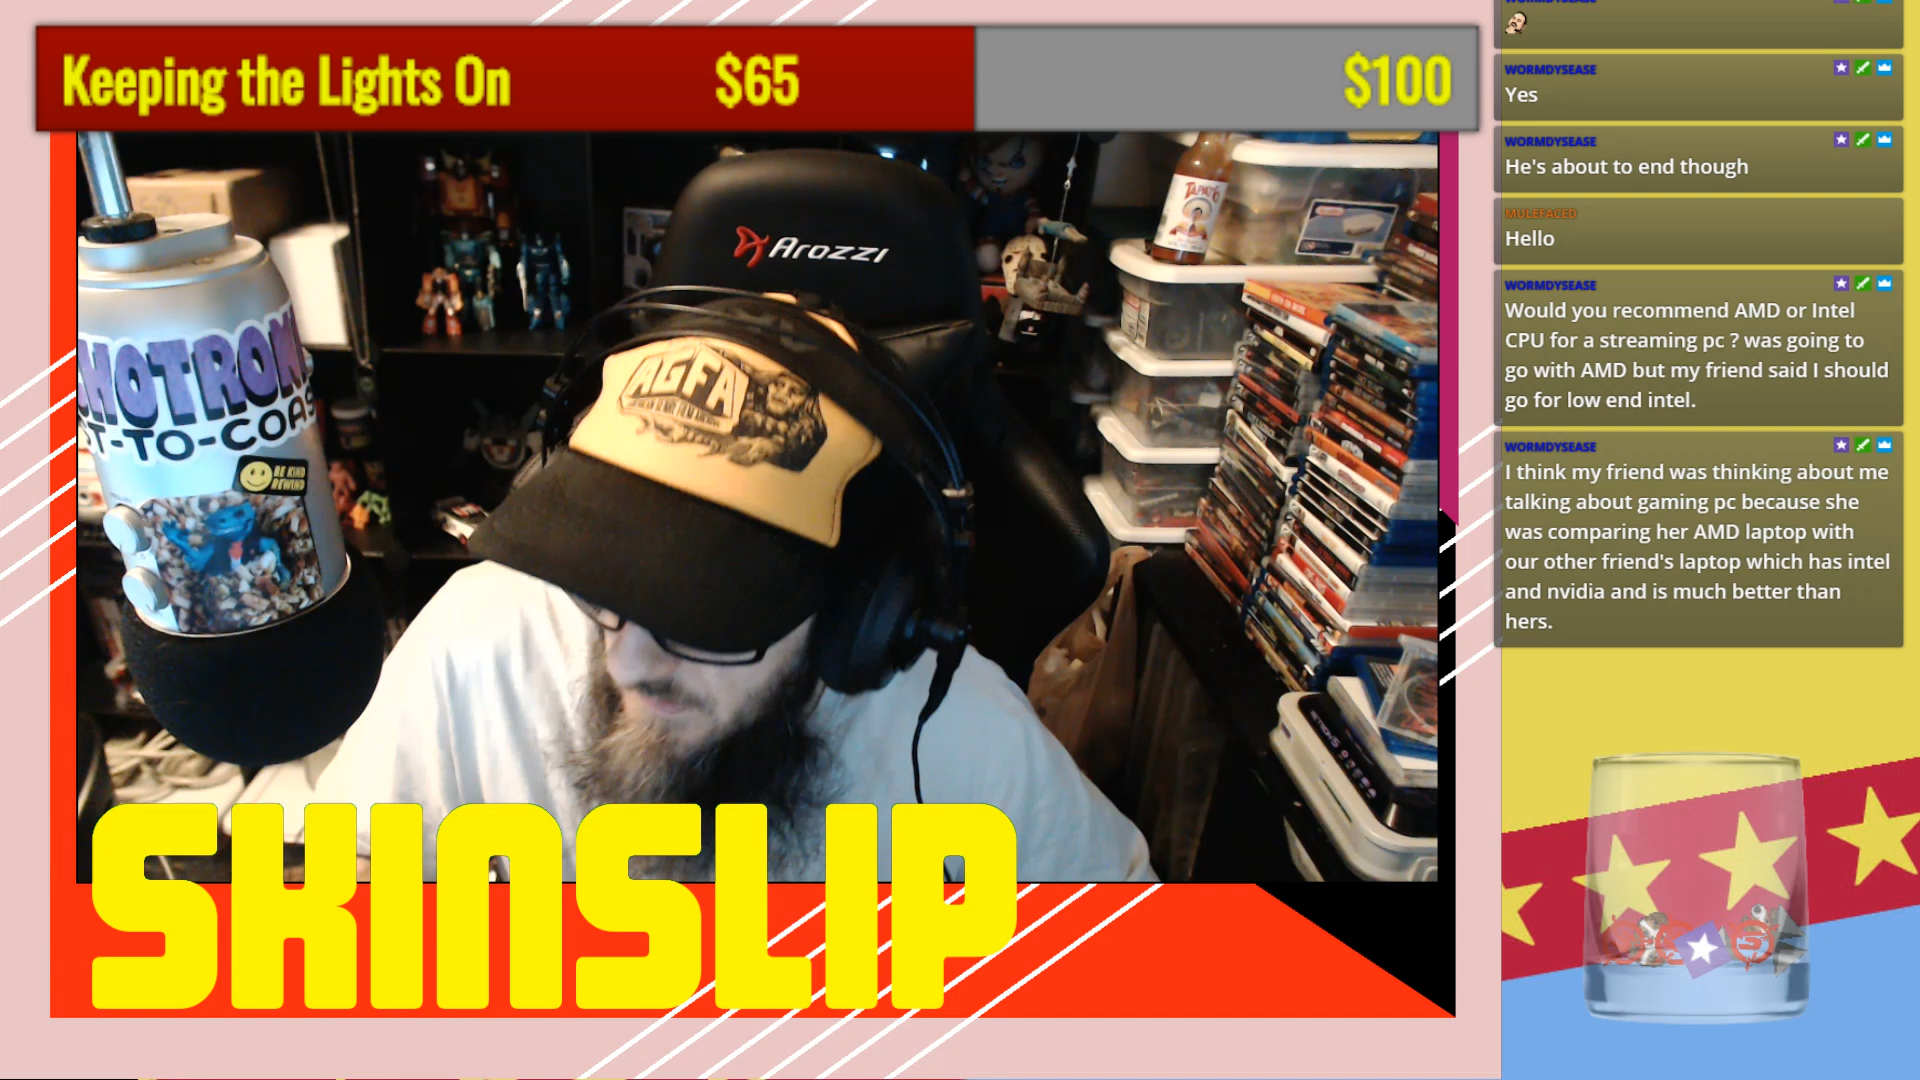 Keeping the Lights On $65 $100
WORMDYSEASE
WORMDYSEASE
Yes
WORMDYSEASE
He's about to end though
MULEFACED
Hello
WORMDYSEASE
Would you recommend AMD or Intel
CPU for a streaming pc ? was going to
go with AMD but my friend said I should
go for low end intel.
WORMDYSEASE
I think my friend was thinking about me
talking about gaming pc because she
was comparing her AMD laptop with
our other friend's laptop which has intel
and nvidia and is much better than
hers.
Arozzi
TAPATIO
AGFA
HOTRON
T-TO-COAS
BE KIND
REWIND
SKINSLIP
5